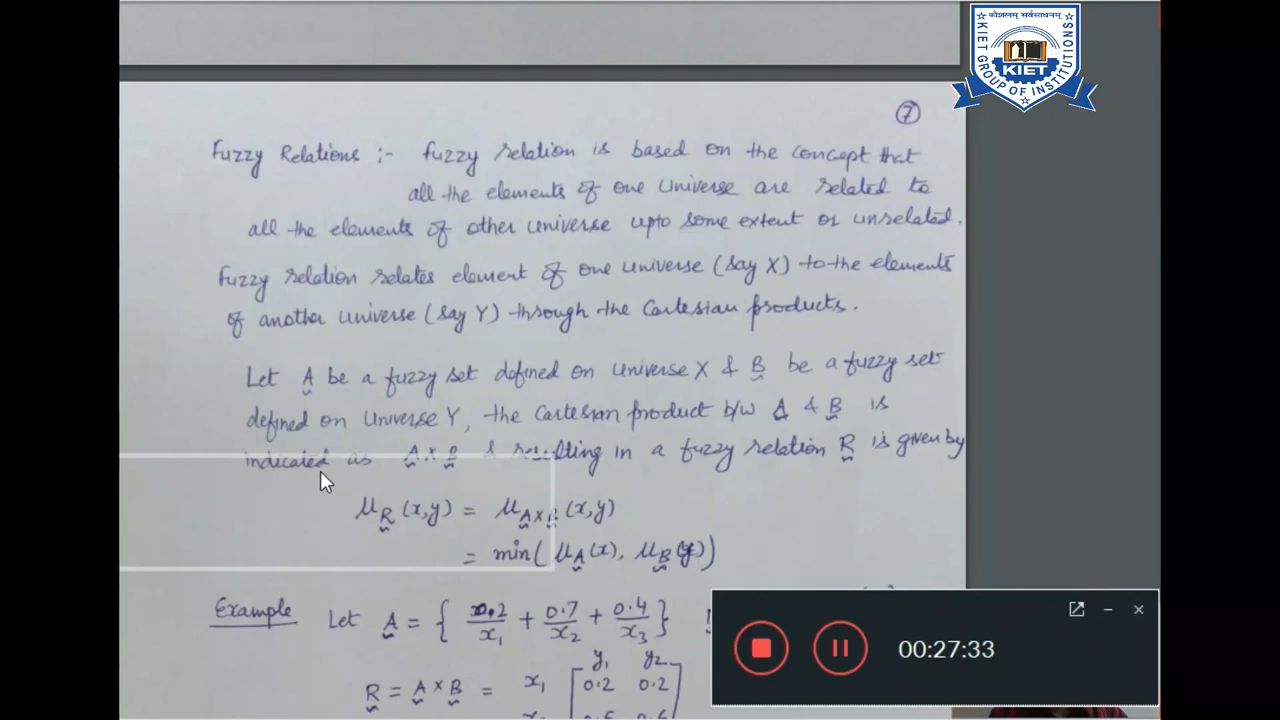 कौशलम् सर्वसाधनम्
KIET GROUP OF INSTITUTIONS
KIET
7
Fuzzy Relations :- fuzzy relation is based on the concept that
all the elements of one universe are related to
all the elements of other universe upto some extent or unrelated.
Fuzzy relation relates element of one universe (say X) to the elements
of another universe (say Y) through the Cartesian products.
Let A be a fuzzy set defined on universe X & B be a fuzzy set
defined on Universe Y, the Cartesian product b/w A & B is
indicated as A × B & resulting in a fuzzy relation R is given by
μR (x,y) = μA×B (x,y)
= min( μA(x), μB(y))
Example Let A = { 0.2/x1 + 0.7/x2 + 0.4/x3 }
y1 y2
R = A × B = x1 [ 0.2 0.2 ]
00:27:33